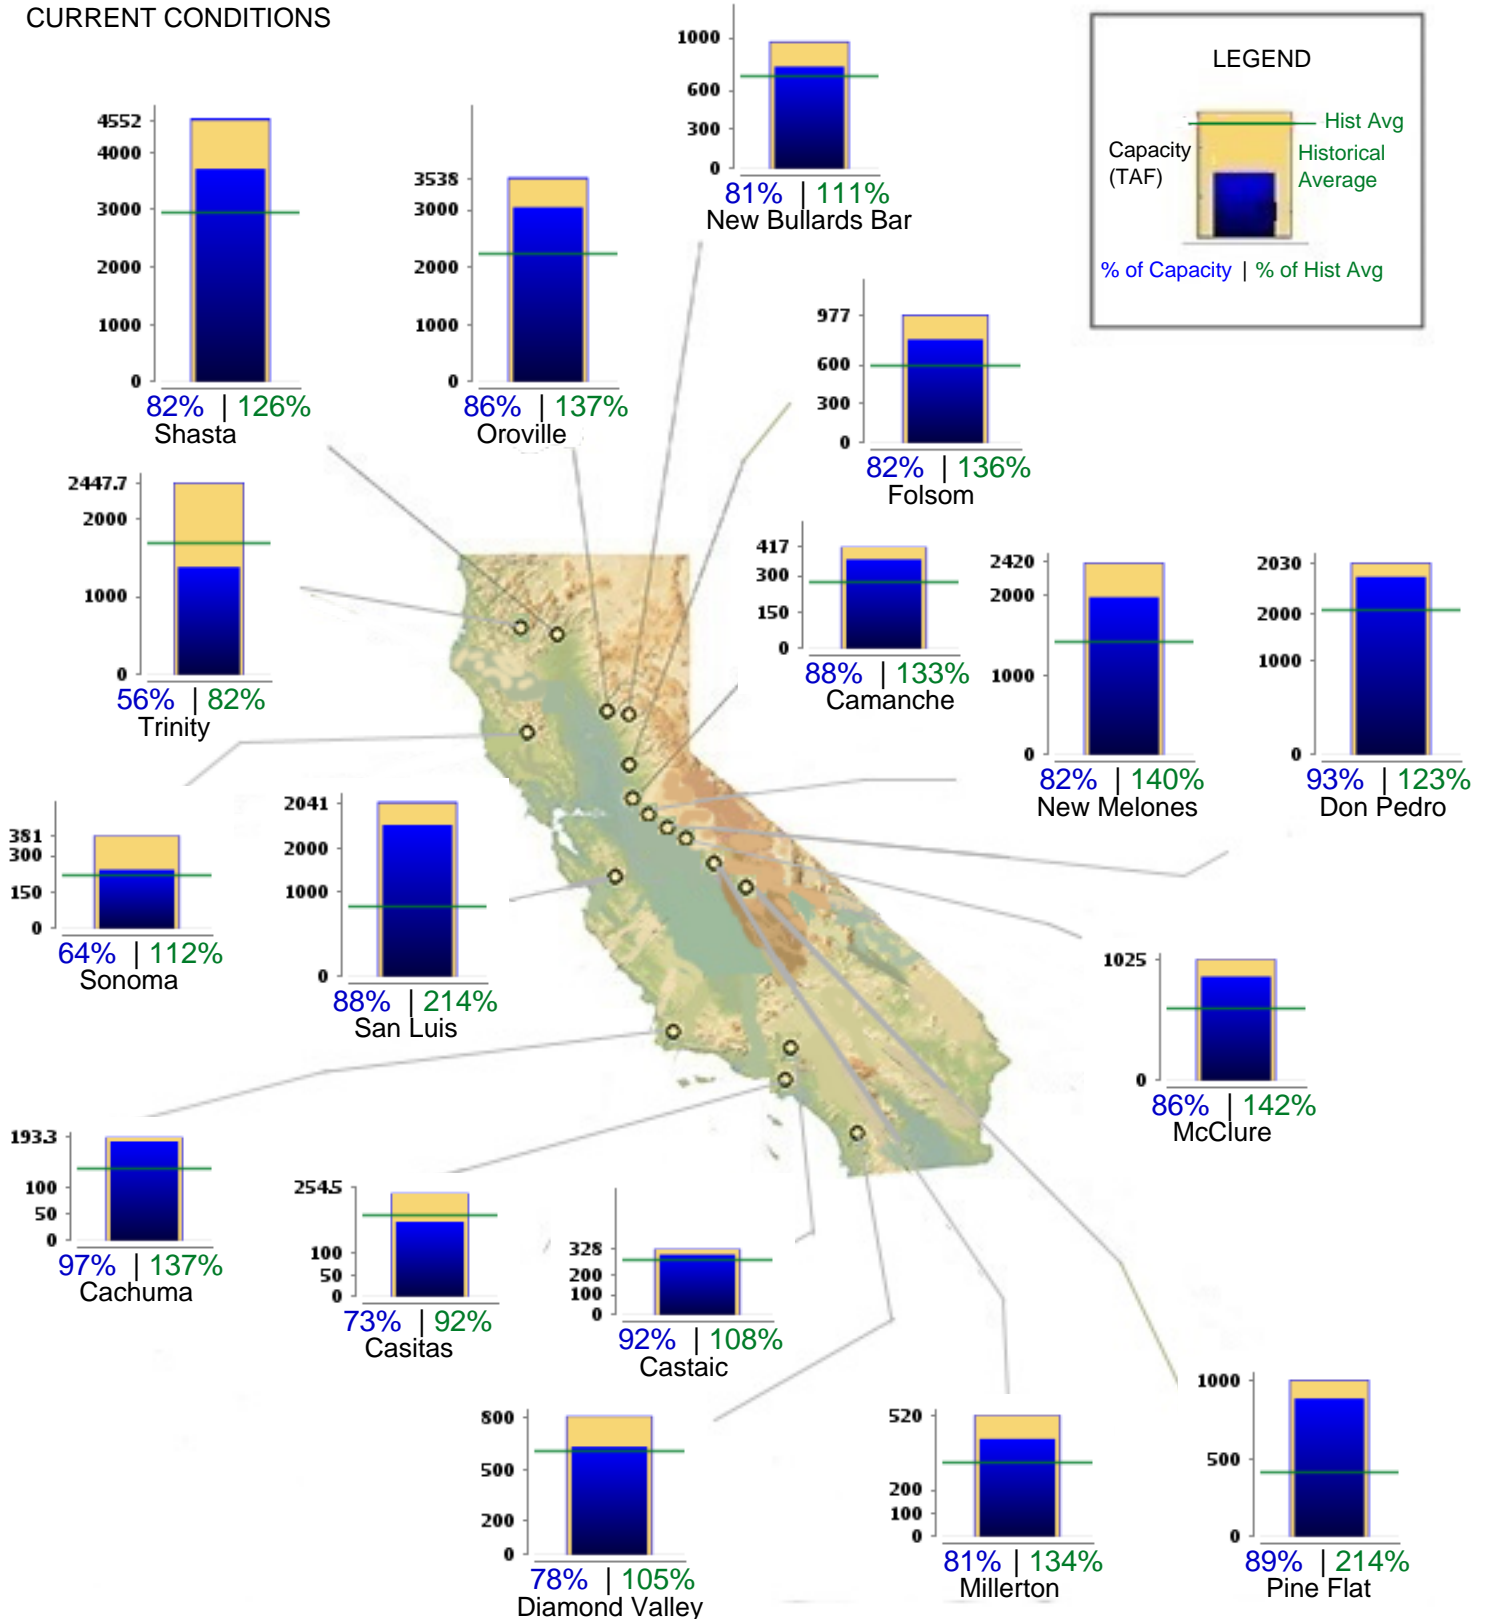 CURRENT CONDITIONS
1000
600
300
0
81% | 111%
New Bullards Bar
LEGEND
Hist Avg
Capacity
(TAF)
Historical
Average
% of Capacity | % of Hist Avg
4552
4000
3000
2000
1000
0
82% | 126%
Shasta
3538
3000
2000
1000
0
86% | 137%
Oroville
977
600
300
0
82% | 136%
Folsom
2447.7
2000
1000
0
56% | 82%
Trinity
417
300
150
0
88% | 133%
Camanche
2420
2000
1000
0
82% | 140%
New Melones
2030
2000
1000
0
93% | 123%
Don Pedro
381
300
150
0
64% | 112%
Sonoma
2041
2000
1000
0
88% | 214%
San Luis
1025
0
86% | 142%
McClure
193.3
100
50
0
97% | 137%
Cachuma
254.5
100
50
0
73% | 92%
Casitas
328
200
100
0
92% | 108%
Castaic
800
500
200
0
78% | 105%
Diamond Valley
520
200
100
0
81% | 134%
Millerton
1000
500
0
89% | 214%
Pine Flat